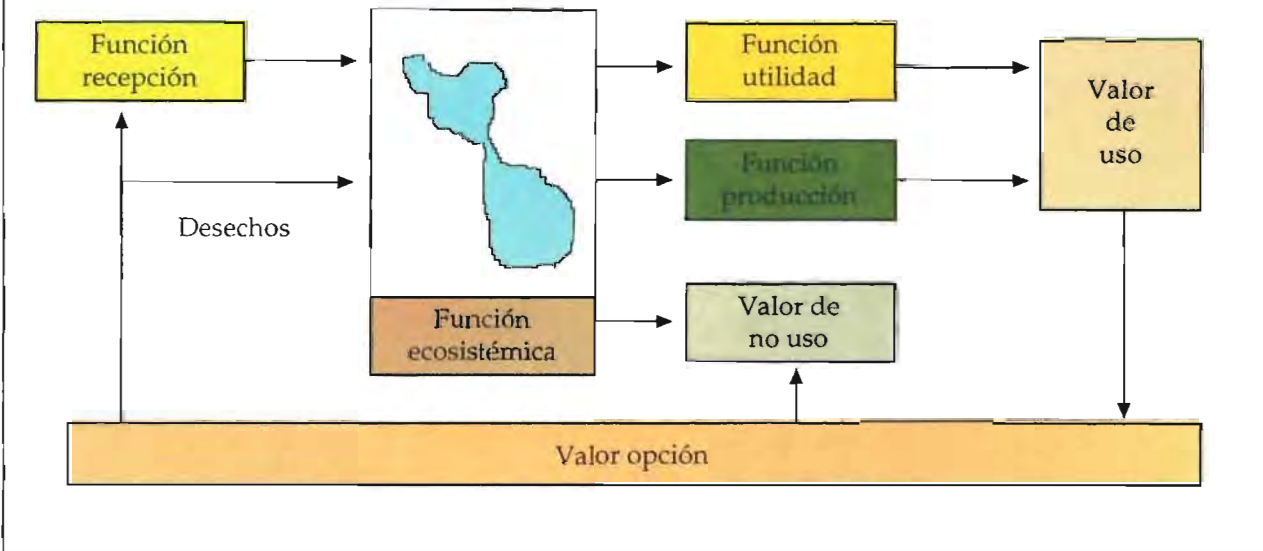 Función
recepción
Desechos
Función
ecosistémica
Función
utilidad
Función
producción
Valor de
no uso
Valor
de
uso
Valor opción